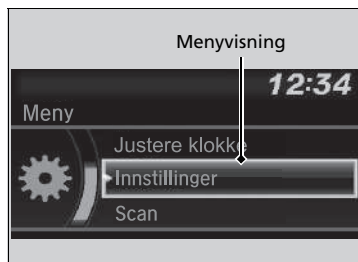 Menyvisning
12:34
Meny
Justere klokke
Innstillinger
Scan